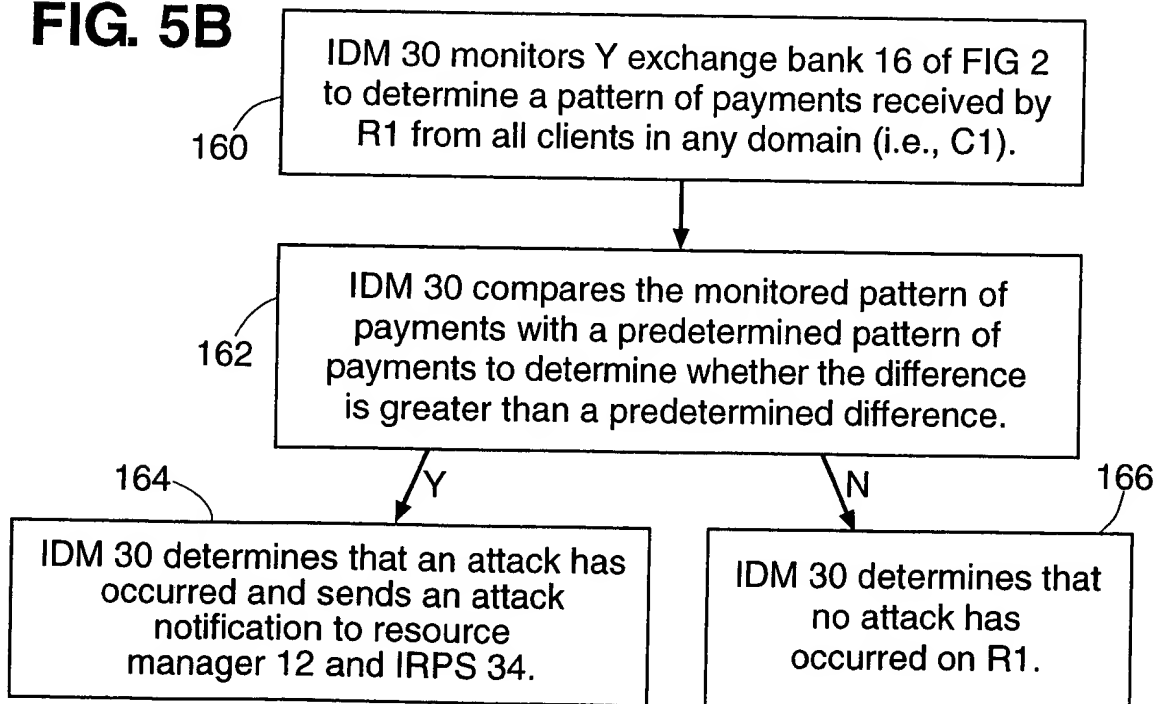 FIG. 5B
IDM 30 monitors Y exchange bank 16 of FIG 2
to determine a pattern of payments received by
R1 from all clients in any domain (i.e., C1).
160
IDM 30 compares the monitored pattern of
payments with a predetermined pattern of
payments to determine whether the difference
is greater than a predetermined difference.
162
Y
N
164
166
IDM 30 determines that an attack has
occurred and sends an attack
notification to resource
manager 12 and IRPS 34.
IDM 30 determines that
no attack has
occurred on R1.